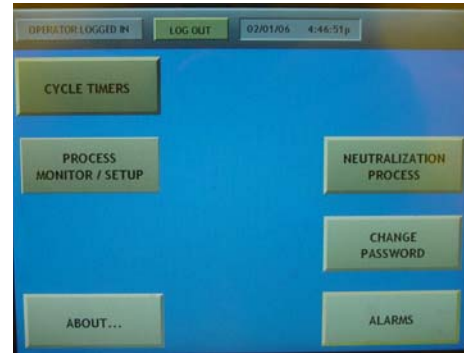 OPERATOR LOGGED IN
LOG OUT
02/01/06 4:46:51µ
CYCLE TIMERS
PROCESS
MONITOR / SETUP
NEUTRALIZATION
PROCESS
CHANGE
PASSWORD
ABOUT...
ALARMS